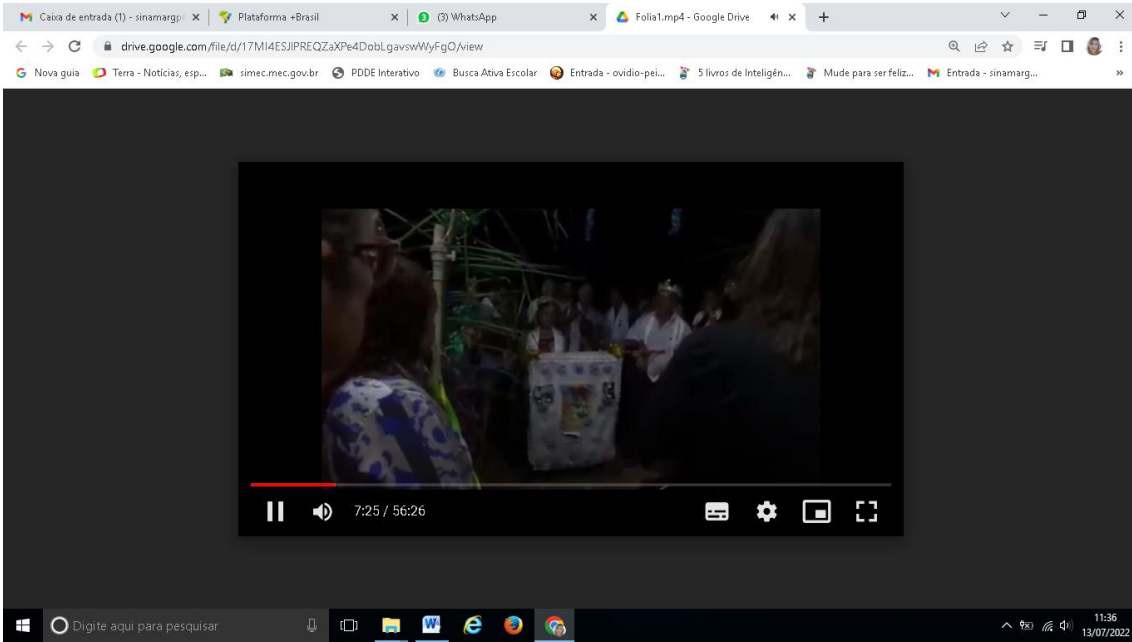 Caixa de entrada (1) - sinamargp
Plataforma +Brasil
(3) WhatsApp
Folia1.mp4 - Google Drive
drive.google.com/file/d/17MI4ESJIPREQZaXPe4DobLgavswWyFgO/view
Nova guia
Terra - Notícias, esp...
simec.mec.gov.br
PDDE Interativo
Busca Ativa Escolar
Entrada - ovidio-pei...
5 livros de Inteligên...
Mude para ser feliz...
Entrada - sinamarg...
7:25 / 56:26
Digite aqui para pesquisar
11:36
13/07/2022